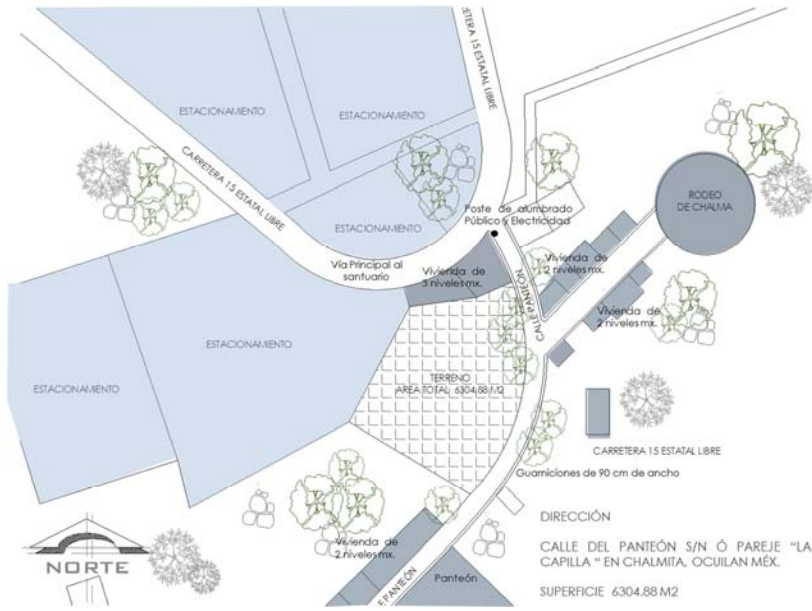 TERA 15 ESTATAL LIBRE
ESTACIONAMIENTO
ESTACIONAMIENTO
CARRETERA 15 ESTATAL LIBRE
RODEO
DE CHALMA
Poste de alumbrado
Público y Electricidad
ESTACIONAMIENTO
Vía Principal al
santuario
Vivienda de
3 niveles mx.
CALLE PANTEÓN
Vivienda de
2 niveles mx.
Vivienda de
2 niveles mx.
ESTACIONAMIENTO
ESTACIONAMIENTO
TERRENO
AREA TOTAL 6304.88 M2
CARRETERA 15 ESTATAL LIBRE
Guarniciones de 90 cm de ancho
Vivienda de
2 niveles mx.
Panteón
E PANTEÓN
NORTE
DIRECCIÓN
CALLE DEL PANTEÓN S/N Ó PAREJE “LA
CAPILLA “ EN CHALMITA, OCUILAN MÉX.
SUPERFICIE 6304.88 M2